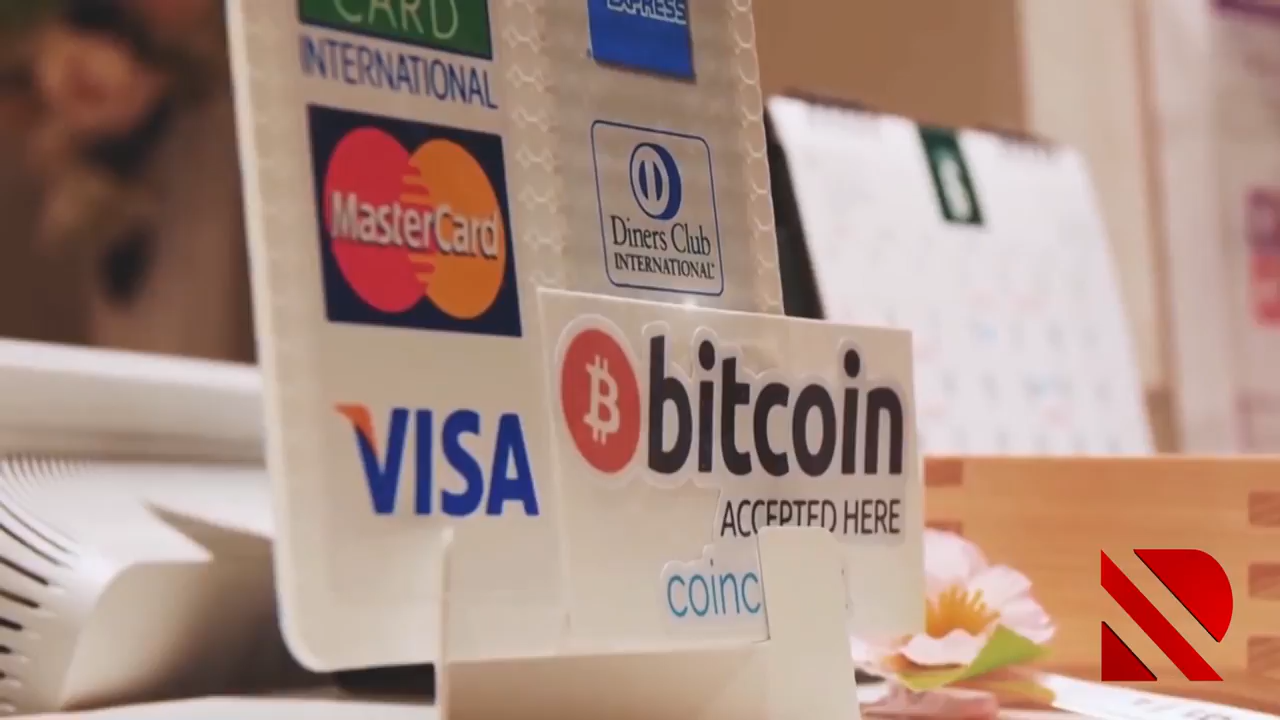 CARD
INTERNATIONAL
EXPRESS
MasterCard
Diners Club
INTERNATIONAL
VISA
bitcoin
ACCEPTED HERE
coinc